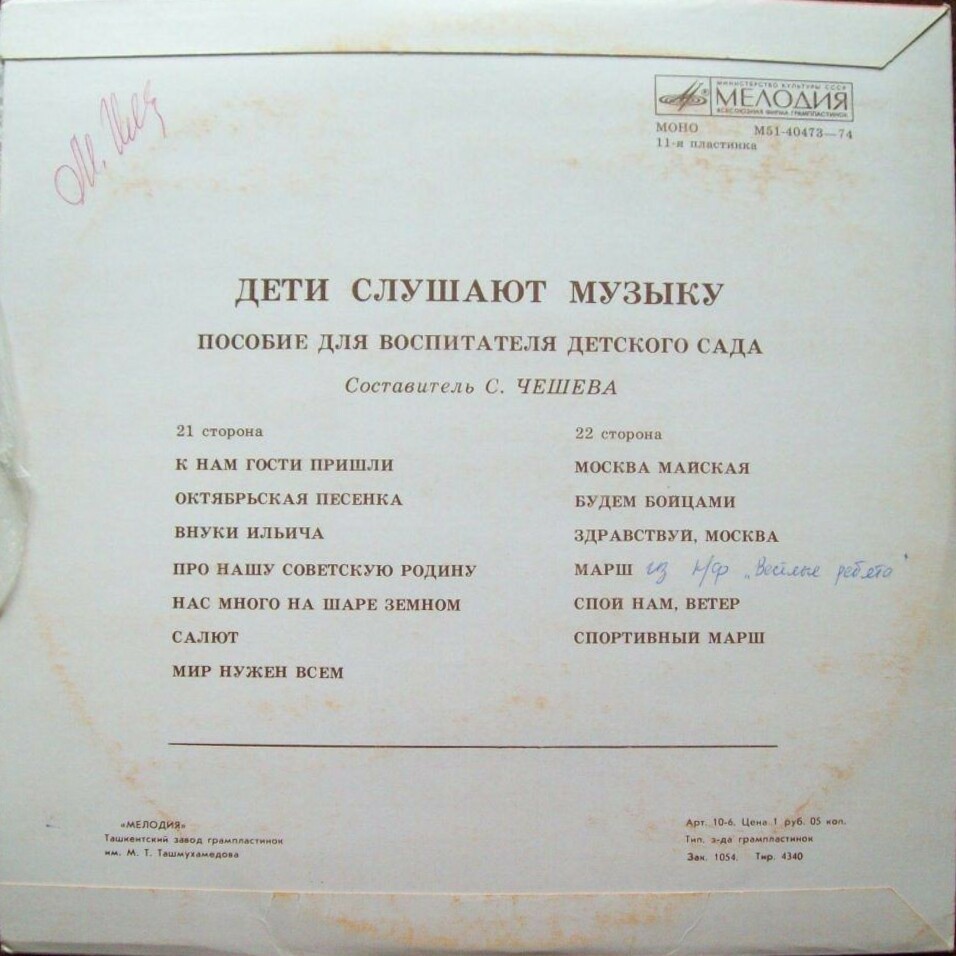 МИНИСТЕРСТВО КУЛЬТУРЫ СССР
МЕЛОДИЯ
ВСЕСОЮЗНАЯ ФИРМА ГРАМПЛАСТИНОК
МОНО М51-40473—74
11-я пластинка
ДЕТИ СЛУШАЮТ МУЗЫКУ
ПОСОБИЕ ДЛЯ ВОСПИТАТЕЛЯ ДЕТСКОГО САДА
Составитель С. ЧЕШЕВА
21 сторона
К НАМ ГОСТИ ПРИШЛИ
ОКТЯБРЬСКАЯ ПЕСЕНКА
ВНУКИ ИЛЬИЧА
ПРО НАШУ СОВЕТСКУЮ РОДИНУ
НАС МНОГО НА ШАРЕ ЗЕМНОМ
САЛЮТ
МИР НУЖЕН ВСЕМ
22 сторона
МОСКВА МАЙСКАЯ
БУДЕМ БОЙЦАМИ
ЗДРАВСТВУЙ, МОСКВА
МАРШ из к/ф „Весёлые ребята"
СПОЙ НАМ, ВЕТЕР
СПОРТИВНЫЙ МАРШ
«МЕЛОДИЯ»
Ташкентский завод грампластинок
им. М. Т. Ташмухамедова
Арт. 10-6. Цена 1 руб. 05 коп.
Тип. з-да грампластинок
Зак. 1054. Тир. 4340